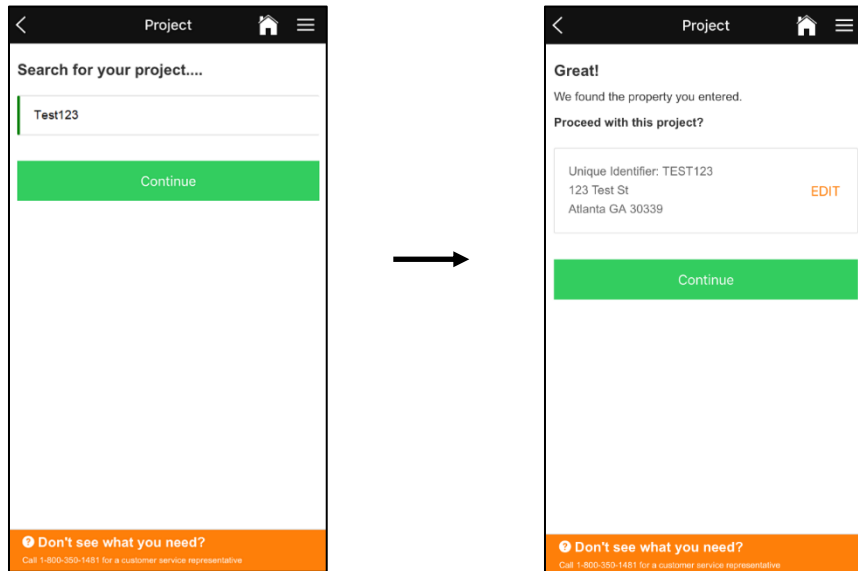 Project
Search for your project....
Test123
Continue
Don't see what you need?
Call 1-800-350-1481 for a customer service representative
Project
Great!
We found the property you entered.
Proceed with this project?
Unique Identifier: TEST123
123 Test St
EDIT
Atlanta GA 30339
Continue
Don't see what you need?
Call 1-800-350-1481 for a customer service representative